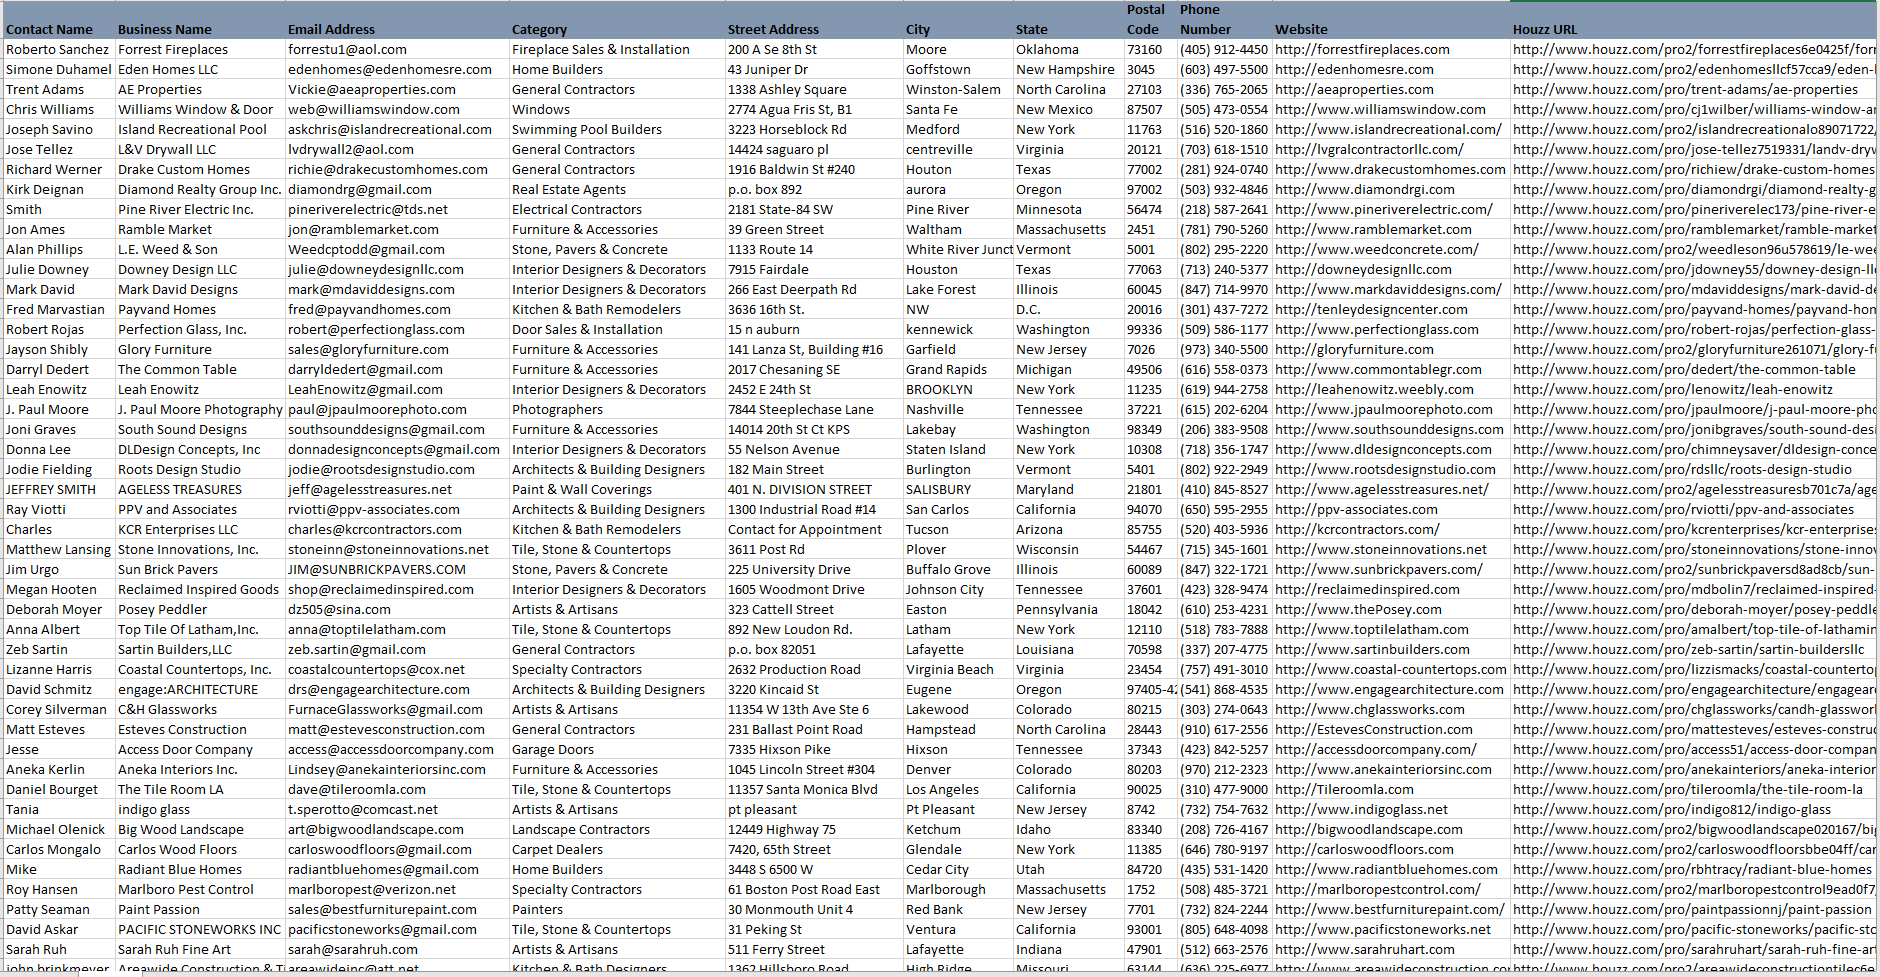 Contact Name Business Name Email Address Category Street Address City State Postal Code Phone Number Website Houzz URL
Roberto Sanchez Forrest Fireplaces forrestu1@aol.com Fireplace Sales & Installation 200 A Se 8th St Moore Oklahoma 73160 (405) 912-4450 http://forrestfireplaces.com http://www.houzz.com/pro2/forrestfireplaces6e0425f/forr
Simone Duhamel Eden Homes LLC edenhomes@edenhomesre.com Home Builders 43 Juniper Dr Goffstown New Hampshire 3045 (603) 497-5500 http://edenhomesre.com http://www.houzz.com/pro2/edenhomesllcf57cca9/eden-
Trent Adams AE Properties Vickie@aeaproperties.com General Contractors 1338 Ashley Square Winston-Salem North Carolina 27103 (336) 765-2065 http://aeaproperties.com http://www.houzz.com/pro/trent-adams/ae-properties
Chris Williams Williams Window & Door web@williamswindow.com Windows 2774 Agua Fris St, B1 Santa Fe New Mexico 87507 (505) 473-0554 http://www.williamswindow.com http://www.houzz.com/pro/cj1wilber/williams-window-a
Joseph Savino Island Recreational Pool askchris@islandrecreational.com Swimming Pool Builders 3223 Horseblock Rd Medford New York 11763 (516) 520-1860 http://www.islandrecreational.com/ http://www.houzz.com/pro2/islandrecreationalo89071722/
Jose Tellez L&V Drywall LLC lvdrywall2@aol.com General Contractors 14424 saguaro pl centreville Virginia 20121 (703) 618-1510 http://lvgralcontractorllc.com/ http://www.houzz.com/pro/jose-tellez7519331/landv-dryw
Richard Werner Drake Custom Homes richie@drakecustomhomes.com General Contractors 1916 Baldwin St #240 Houton Texas 77002 (281) 924-0740 http://www.drakecustomhomes.com http://www.houzz.com/pro/richiew/drake-custom-homes
Kirk Deignan Diamond Realty Group Inc. diamondrg@gmail.com Real Estate Agents p.o. box 892 aurora Oregon 97002 (503) 932-4846 http://www.diamondrgi.com http://www.houzz.com/pro/diamondrgi/diamond-realty-g
Smith Pine River Electric Inc. pineriverelectric@tds.net Electrical Contractors 2181 State-84 SW Pine River Minnesota 56474 (218) 587-2641 http://www.pineriverelectric.com/ http://www.houzz.com/pro/pineriverelec173/pine-river-e
Jon Ames Ramble Market jon@ramblemarket.com Furniture & Accessories 39 Green Street Waltham Massachusetts 2451 (781) 790-5260 http://www.ramblemarket.com http://www.houzz.com/pro/ramblemarket/ramble-market
Alan Phillips L.E. Weed & Son Weedcptodd@gmail.com Stone, Pavers & Concrete 1133 Route 14 White River Junct Vermont 5001 (802) 295-2220 http://www.weedconcrete.com/ http://www.houzz.com/pro2/weedleson96u578619/le-wee
Julie Downey Downey Design LLC julie@downeydesignllc.com Interior Designers & Decorators 7915 Fairdale Houston Texas 77063 (713) 240-5377 http://downeydesignllc.com http://www.houzz.com/pro/jdowney55/downey-design-ll
Mark David Mark David Designs mark@mdaviddesigns.com Interior Designers & Decorators 266 East Deerpath Rd Lake Forest Illinois 60045 (847) 714-9970 http://www.markdaviddesigns.com/ http://www.houzz.com/pro/mdaviddesigns/mark-david-de
Fred Marvastian Payvand Homes fred@payvandhomes.com Kitchen & Bath Remodelers 3636 16th St. NW D.C. 20016 (301) 437-7272 http://tenleydesigncenter.com http://www.houzz.com/pro/payvand-homes/payvand-hon
Robert Rojas Perfection Glass, Inc. robert@perfectionglass.com Door Sales & Installation 15 n auburn kennewick Washington 99336 (509) 586-1177 http://www.perfectionglass.com http://www.houzz.com/pro/robert-rojas/perfection-glass-
Jayson Shibly Glory Furniture sales@gloryfurniture.com Furniture & Accessories 141 Lanza St, Building #16 Garfield New Jersey 7026 (973) 340-5500 http://gloryfurniture.com http://www.houzz.com/pro2/gloryfurniture261071/glory-f
Darryl Dedert The Common Table darryldedert@gmail.com Furniture & Accessories 2017 Chesaning SE Grand Rapids Michigan 49506 (616) 558-0373 http://www.commontablegr.com http://www.houzz.com/pro/dedert/the-common-table
Leah Enowitz Leah Enowitz LeahEnowitz@gmail.com Interior Designers & Decorators 2452 E 24th St BROOKLYN New York 11235 (619) 944-2758 http://leahenowitz.weebly.com http://www.houzz.com/pro/lenowitz/leah-enowitz
J. Paul Moore J. Paul Moore Photography paul@jpaulmoorephoto.com Photographers 7844 Steeplechase Lane Nashville Tennessee 37221 (615) 202-6204 http://www.jpaulmoorephoto.com http://www.houzz.com/pro/jpaulmoore/j-paul-moore-pho
Joni Graves South Sound Designs southsounddesigns@gmail.com Furniture & Accessories 14014 20th St Ct KPS Lakebay Washington 98349 (206) 383-9508 http://www.southsounddesigns.com http://www.houzz.com/pro/jonibgraves/south-sound-des
Donna Lee DLDesign Concepts, Inc donnadesignconcepts@gmail.com Interior Designers & Decorators 55 Nelson Avenue Staten Island New York 10308 (718) 356-1747 http://www.dldesignconcepts.com http://www.houzz.com/pro/chimneysaver/dldesign-conce
Jodie Fielding Roots Design Studio jodie@rootsdesignstudio.com Architects & Building Designers 182 Main Street Burlington Vermont 5401 (802) 922-2949 http://www.rootsdesignstudio.com http://www.houzz.com/pro/rdsllc/roots-design-studio
JEFFREY SMITH AGELESS TREASURES jeff@agelesstreasures.net Paint & Wall Coverings 401 N. DIVISION STREET SALISBURY Maryland 21801 (410) 845-8527 http://www.agelesstreasures.net/ http://www.houzz.com/pro2/agelesstreasuresb701c7a/age
Ray Viotti PPV and Associates rviotti@ppv-associates.com Architects & Building Designers 1300 Industrial Road #14 San Carlos California 94070 (650) 595-2955 http://ppv-associates.com http://www.houzz.com/pro/rviotti/ppv-and-associates
Charles KCR Enterprises LLC charles@kcrcontractors.com Kitchen & Bath Remodelers Contact for Appointment Tucson Arizona 85755 (520) 403-5936 http://kcrcontractors.com/ http://www.houzz.com/pro/kcrenterprises/kcr-enterprises
Matthew Lansing Stone Innovations, Inc. stoneinn@stoneinnovations.net Tile, Stone & Countertops 3611 Post Rd Plover Wisconsin 54467 (715) 345-1601 http://www.stoneinnovations.net http://www.houzz.com/pro/stoneinnovations/stone-innov
Jim Urgo Sun Brick Pavers JIM@SUNBRICKPAVERS.COM Stone, Pavers & Concrete 225 University Drive Buffalo Grove Illinois 60089 (847) 322-1721 http://www.sunbrickpavers.com/ http://www.houzz.com/pro2/sunbrickpaversd8ad8cb/sun-
Megan Hooten Reclaimed Inspired Goods shop@reclaimedinspired.com Interior Designers & Decorators 1605 Woodmont Drive Johnson City Tennessee 37601 (423) 328-9474 http://reclaimedinspired.com http://www.houzz.com/pro/mdbolin7/reclaimed-inspired-
Deborah Moyer Posey Peddler dz505@sina.com Artists & Artisans 323 Cattell Street Easton Pennsylvania 18042 (610) 253-4231 http://www.thePosey.com http://www.houzz.com/pro/deborah-moyer/posey-peddle
Anna Albert Top Tile Of Latham,Inc. anna@toptilelatham.com Tile, Stone & Countertops 892 New Loudon Rd. Latham New York 12110 (518) 783-7888 http://www.toptilelatham.com http://www.houzz.com/pro/amalbert/top-tile-of-lathamin
Zeb Sartin Sartin Builders,LLC zeb.sartin@gmail.com General Contractors p.o. box 82051 Lafayette Louisiana 70598 (337) 207-4775 http://www.sartinbuilders.com http://www.houzz.com/pro/zeb-sartin/sartin-buildersllc
Lizanne Harris Coastal Countertops, Inc. coastalcountertops@cox.net Specialty Contractors 2632 Production Road Virginia Beach Virginia 23454 (757) 491-3010 http://www.coastal-countertops.com http://www.houzz.com/pro/lizzismacks/coastal-counterto
David Schmitz engage:ARCHITECTURE drs@engagearchitecture.com Architects & Building Designers 3220 Kincaid St Eugene Oregon 97405-42 (541) 868-4535 http://www.engagearchitecture.com http://www.houzz.com/pro/engagearchitecture/engagear
Corey Silverman C&H Glassworks FurnaceGlassworks@gmail.com Artists & Artisans 11354 W 13th Ave Ste 6 Lakewood Colorado 80215 (303) 274-0643 http://www.chglassworks.com http://www.houzz.com/pro/chglassworks/candh-glasswor
Matt Esteves Esteves Construction matt@estevesconstruction.com General Contractors 231 Ballast Point Road Hampstead North Carolina 28443 (910) 617-2556 http://EstevesConstruction.com http://www.houzz.com/pro/mattesteves/esteves-construc
Jesse Access Door Company access@accessdoorcompany.com Garage Doors 7335 Hixson Pike Hixson Tennessee 37343 (423) 842-5257 http://accessdoorcompany.com/ http://www.houzz.com/pro/access51/access-door-compan
Aneka Kerlin Aneka Interiors Inc. Lindsey@anekainteriorsinc.com Furniture & Accessories 1045 Lincoln Street #304 Denver Colorado 80203 (970) 212-2323 http://www.anekainteriorsinc.com http://www.houzz.com/pro/anekainteriors/aneka-interior
Daniel Bourget The Tile Room LA dave@tileroomla.com Tile, Stone & Countertops 11357 Santa Monica Blvd Los Angeles California 90025 (310) 477-9000 http://Tileroomla.com http://www.houzz.com/pro/tileroomla/the-tile-room-la
Tania indigo glass t.sperotto@comcast.net Artists & Artisans pt pleasant Pt Pleasant New Jersey 8742 (732) 754-7632 http://www.indigoglass.net http://www.houzz.com/pro/indigo812/indigo-glass
Michael Olenick Big Wood Landscape art@bigwoodlandscape.com Landscape Contractors 12449 Highway 75 Ketchum Idaho 83340 (208) 726-4167 http://bigwoodlandscape.com http://www.houzz.com/pro2/bigwoodlandscape020167/big
Carlos Mongalo Carlos Wood Floors carloswoodfloors@gmail.com Carpet Dealers 7420, 65th Street Glendale New York 11385 (646) 780-9197 http://carloswoodfloors.com http://www.houzz.com/pro2/carloswoodfloorsbbe04ff/car
Mike Radiant Blue Homes radiantbluehomes@gmail.com Home Builders 3448 S 6500 W Cedar City Utah 84720 (435) 531-1420 http://www.radiantbluehomes.com http://www.houzz.com/pro/rbhtracy/radiant-blue-homes
Roy Hansen Marlboro Pest Control marlboropest@verizon.net Specialty Contractors 61 Boston Post Road East Marlborough Massachusetts 1752 (508) 485-3721 http://marlboropestcontrol.com/ http://www.houzz.com/pro2/marlboropestcontrol9ead0f7
Patty Seaman Paint Passion sales@bestfurniturepaint.com Painters 30 Monmouth Unit 4 Red Bank New Jersey 7701 (732) 824-2244 http://www.bestfurniturepaint.com/ http://www.houzz.com/pro/paintpassionnj/paint-passion
David Askar PACIFIC STONEWORKS INC pacificstoneworks@gmail.com Tile, Stone & Countertops 31 Peking St Ventura California 93001 (805) 648-4098 http://www.pacificstoneworks.net http://www.houzz.com/pro/pacific-stoneworks/pacific-sto
Sarah Ruh Sarah Ruh Fine Art sarah@sarahruh.com Artists & Artisans 511 Ferry Street Lafayette Indiana 47901 (512) 663-2576 http://www.sarahruhart.com http://www.houzz.com/pro/sarahruhart/sarah-ruh-fine-ar
john brinkmeyer Areawide Construction & Ti areawideinc@att.net Kitchen & Bath Designers 1362 Hillsboro Road High Ridge Missouri 63144 (636) 225-6977 http://www.areawideconstruction.co http://www.houzz.com/pro2/areawideconstructiontilec6e